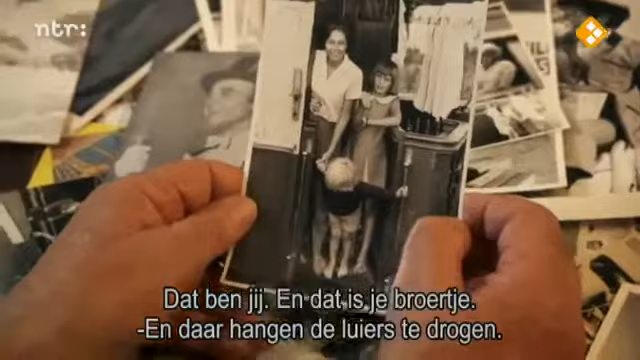 ntr:
Dat ben jij. En dat is je broertje.
-En daar hangen de luiers te drogen.